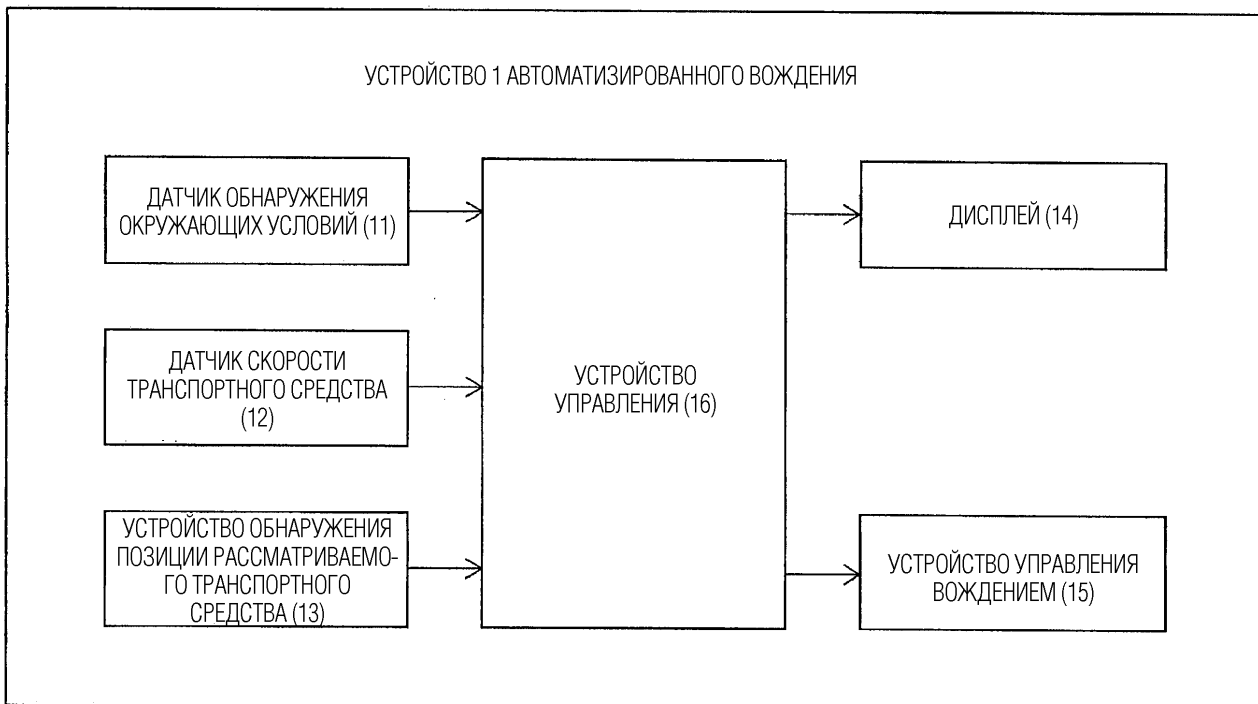 УСТРОЙСТВО 1 АВТОМАТИЗИРОВАННОГО ВОЖДЕНИЯ
ДАТЧИК ОБНАРУЖЕНИЯ
ОКРУЖАЮЩИХ УСЛОВИЙ (11)
ДАТЧИК СКОРОСТИ
ТРАНСПОРТНОГО СРЕДСТВА
(12)
УСТРОЙСТВО ОБНАРУЖЕНИЯ
ПОЗИЦИИ РАССМАТРИВАЕМО-
ГО ТРАНСПОРТНОГО
СРЕДСТВА (13)
УСТРОЙСТВО
УПРАВЛЕНИЯ (16)
ДИСПЛЕЙ (14)
УСТРОЙСТВО УПРАВЛЕНИЯ
ВОЖДЕНИЕМ (15)